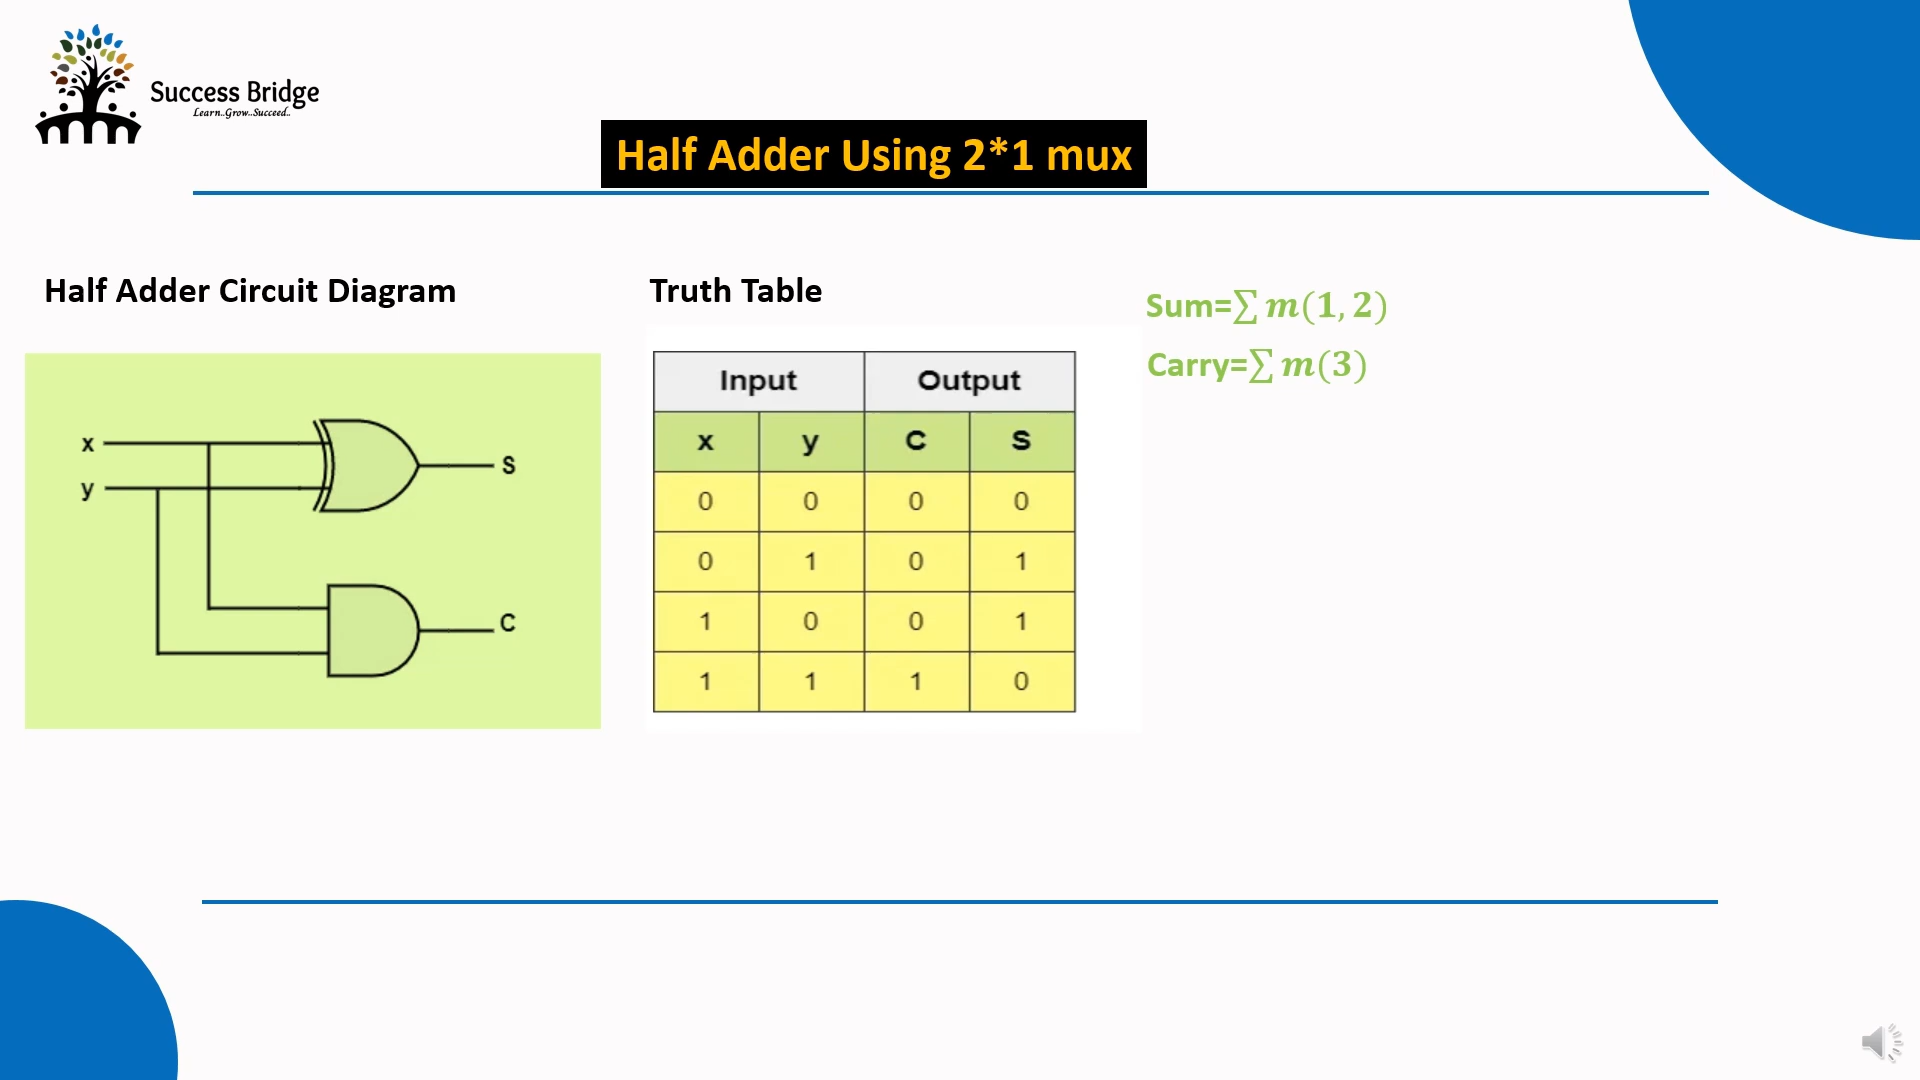 Success Bridge
Learn..Grow..Succeed..
Half Adder Using 2*1 mux
Half Adder Circuit Diagram
x
y
S
C
Truth Table
Input Output
x y C S
0 0 0 0
0 1 0 1
1 0 0 1
1 1 1 0
Sum=∑ m(1,2)
Carry=∑ m(3)